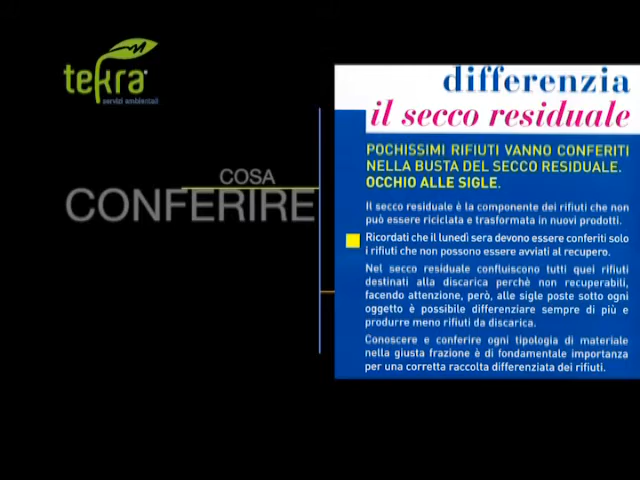 tekra
servizi ambientali
COSA
CONFERIRE
differenzia
il secco residuale
POCHISSIMI RIFIUTI VANNO CONFERITI
NELLA BUSTA DEL SECCO RESIDUALE.
OCCHIO ALLE SIGLE.
Il secco residuale è la componente dei rifiuti che non
può essere riciclata e trasformata in nuovi prodotti.
Ricordati che il lunedì sera devono essere conferiti solo
i rifiuti che non possono essere avviati al recupero.
Nel secco residuale confluiscono tutti quei rifiuti
destinati alla discarica perchè non recuperabili,
facendo attenzione, però, alle sigle poste sotto ogni
oggetto è possibile differenziare sempre di più e
produrre meno rifiuti da discarica.
Conoscere e conferire ogni tipologia di materiale
nella giusta frazione è di fondamentale importanza
per una corretta raccolta differenziata dei rifiuti.